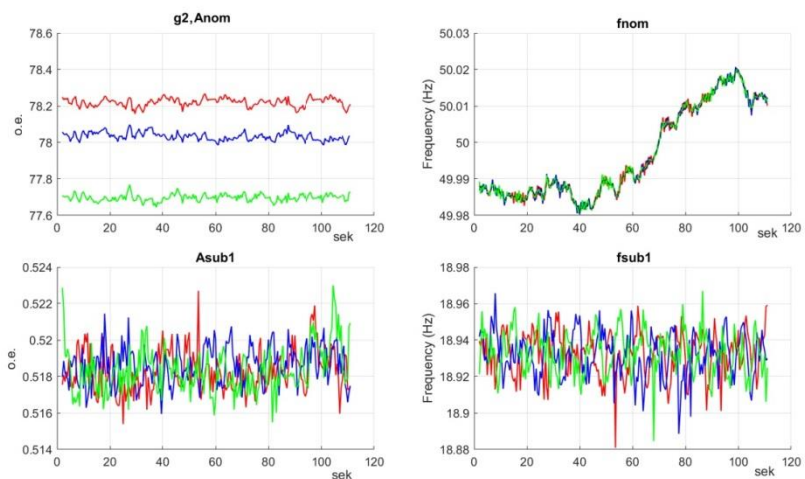 g2,Anom
78.6
78.4
78.2
78
77.8
77.6
o.e.
0 20 40 60 80 100 120
sek
fnom
50.03
50.02
50.01
50
49.99
49.98
Frequency (Hz)
0 20 40 60 80 100 120
sek
Asub1
0.524
0.522
0.52
0.518
0.516
0.514
o.e.
0 20 40 60 80 100 120
sek
fsub1
18.98
18.96
18.94
18.92
18.9
18.88
Frequency (Hz)
0 20 40 60 80 100 120
sek